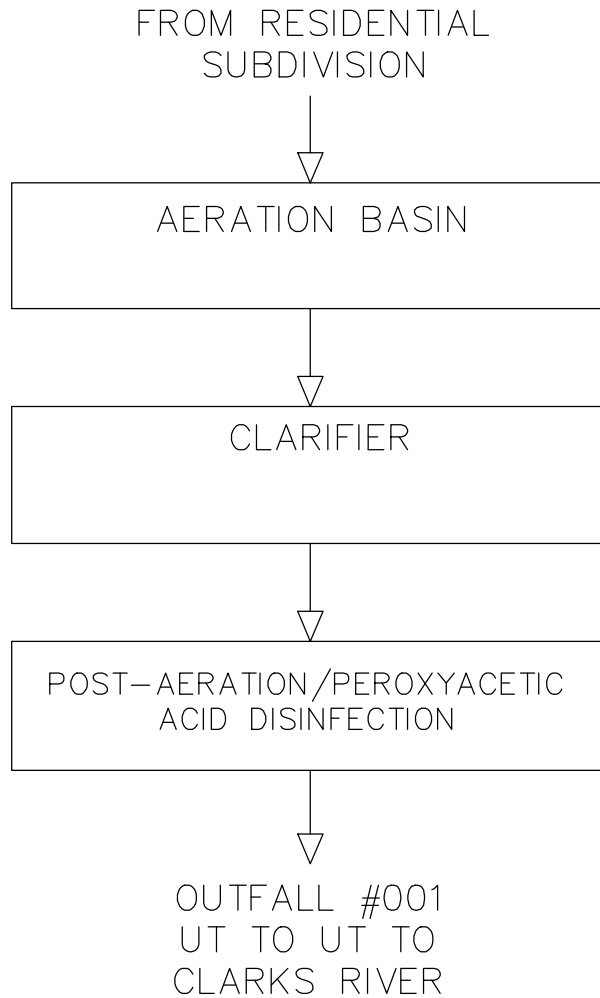 FROM RESIDENTIAL
SUBDIVISION
AERATION BASIN
CLARIFIER
POST-AERATION/PEROXYACETIC
ACID DISINFECTION
OUTFALL #001
UT TO UT TO
CLARKS RIVER